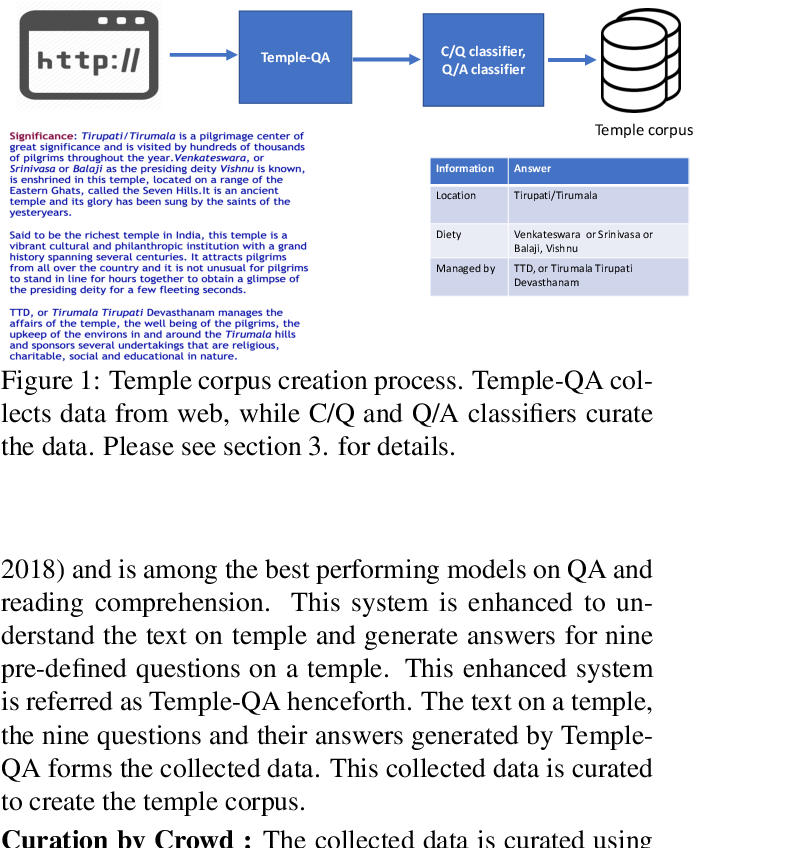 http://
Temple-QA
C/Q classifier,
Q/A classifier
Temple corpus
Significance: Tirupati/Tirumala is a pilgrimage center of
great significance and is visited by hundreds of thousands
of pilgrims throughout the year.Venkateswara, or
Srinivasa or Balaji as the presiding deity Vishnu is known,
is enshrined in this temple, located on a range of the
Eastern Ghats, called the Seven Hills.It is an ancient
temple and its glory has been sung by the saints of the
yesteryears.
Said to be the richest temple in India, this temple is a
vibrant cultural and philanthropic institution with a grand
history spanning several centuries. It attracts pilgrims
from all over the country and it is not unusual for pilgrims
to stand in line for hours together to obtain a glimpse of
the presiding deity for a few fleeting seconds.
TTD, or Tirumala Tirupati Devasthanam manages the
affairs of the temple, the well being of the pilgrims, the
upkeep of the environs in and around the Tirumala hills
and sponsors several undertakings that are religious,
charitable, social and educational in nature.
Information Answer
Location Tirupati/Tirumala
Diety Venkateswara or Srinivasa or
Balaji, Vishnu
Managed by TTD, or Tirumala Tirupati
Devasthanam
Figure 1: Temple corpus creation process. Temple-QA col-
lects data from web, while C/Q and Q/A classifiers curate
the data. Please see section 3. for details.
2018) and is among the best performing models on QA and
reading comprehension. This system is enhanced to un-
derstand the text on temple and generate answers for nine
pre-defined questions on a temple. This enhanced system
is referred as Temple-QA henceforth. The text on a temple,
the nine questions and their answers generated by Temple-
QA forms the collected data. This collected data is curated
to create the temple corpus.
Curation by Crowd : The collected data is curated using